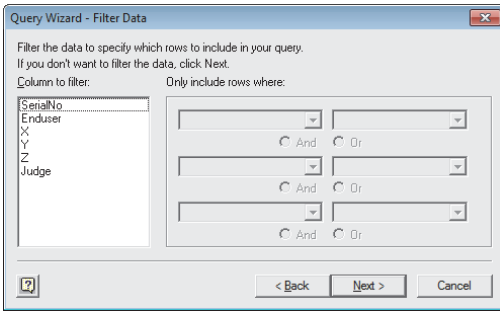 Query Wizard - Filter Data
Filter the data to specify which rows to include in your query.
If you don't want to filter the data, click Next.
Column to filter: Only include rows where:
SerialNo
Enduser
X
Y
Z
Judge
And Or
And Or
And Or
< Back Next > Cancel